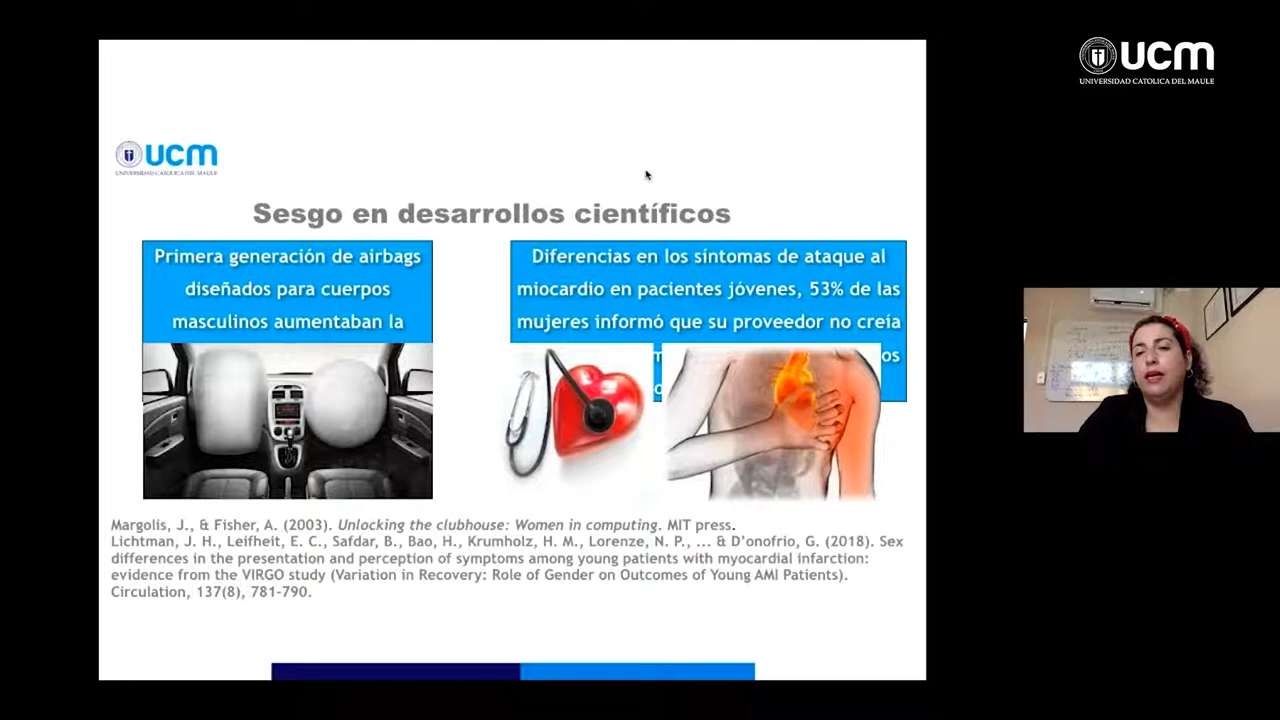 ucm
UNIVERSIDAD CATOLICA DEL MAULE
ucm
UNIVERSIDAD CATOLICA DEL MAULE
Sesgo en desarrollos científicos
Primera generación de airbags
diseñados para cuerpos
masculinos aumentaban la
Diferencias en los síntomas de ataque al
miocardio en pacientes jóvenes, 53% de las
mujeres informó que su proveedor no creía
Margolis, J., & Fisher, A. (2003). Unlocking the clubhouse: Women in computing. MIT press.
Lichtman, J. H., Leifheit, E. C., Safdar, B., Bao, H., Krumholz, H. M., Lorenze, N. P., ... & D'onofrio, G. (2018). Sex
differences in the presentation and perception of symptoms among young patients with myocardial infarction:
evidence from the VIRGO study (Variation in Recovery: Role of Gender on Outcomes of Young AMI Patients).
Circulation, 137(8), 781-790.